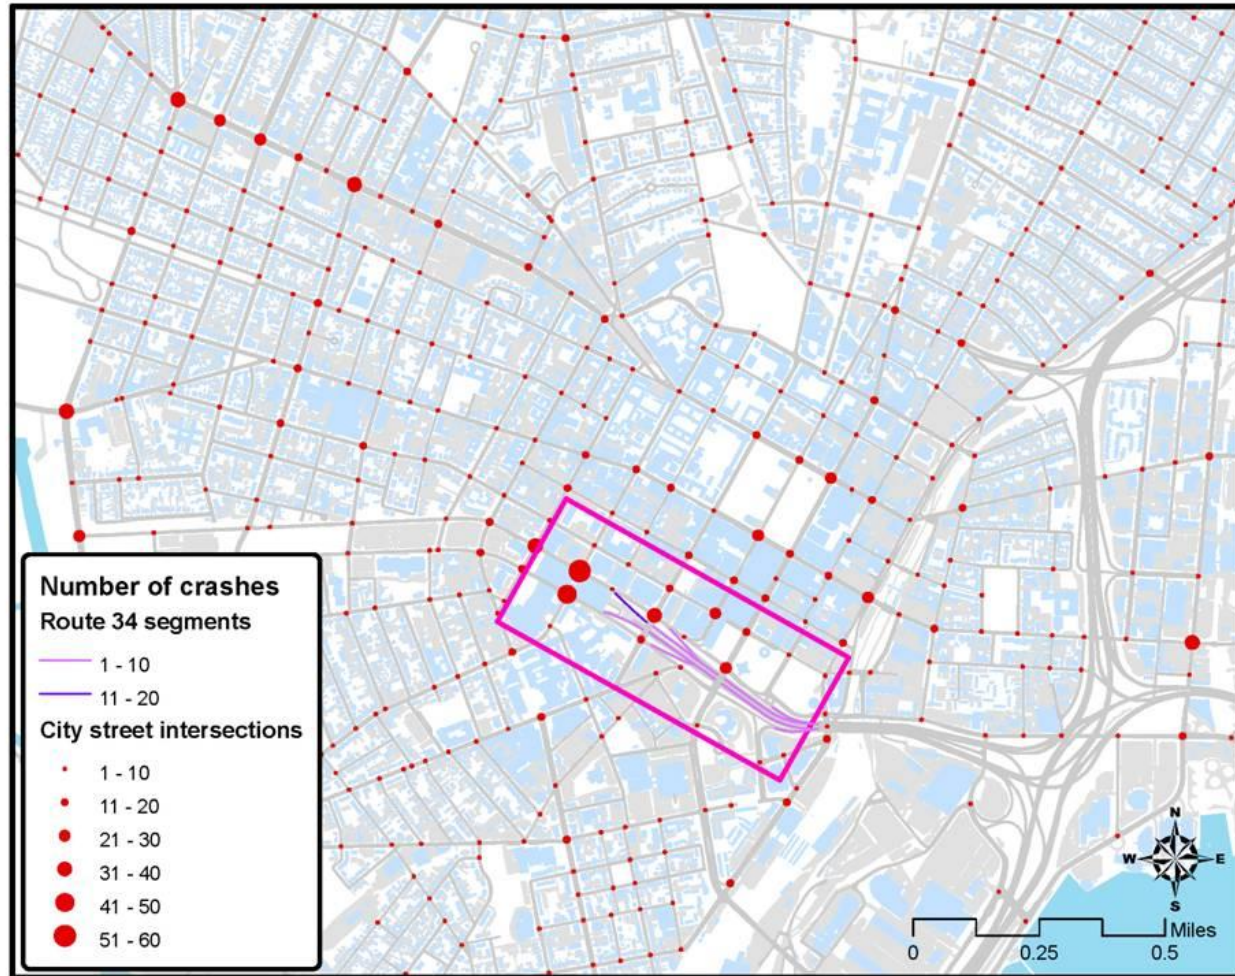 Number of crashes
Route 34 segments
1 - 10
11 - 20
City street intersections
1 - 10
11 - 20
21 - 30
31 - 40
41 - 50
51 - 60
N
W E
S
Miles
0 0.25 0.5